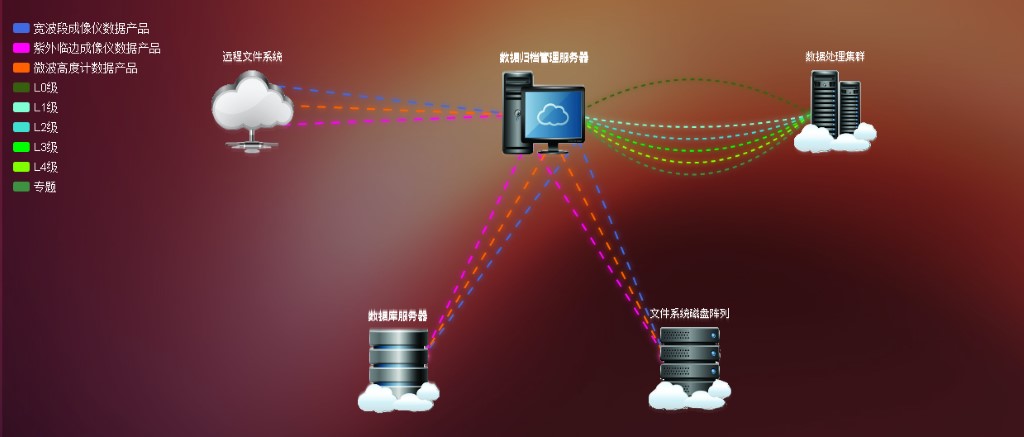 宽波段成像仪数据产品
紫外临边成像仪数据产品
微波高度计数据产品
L0级
L1级
L2级
L3级
L4级
专题
远程文件系统
数据归档管理服务器
数据处理集群
数据库服务器
文件系统磁盘阵列